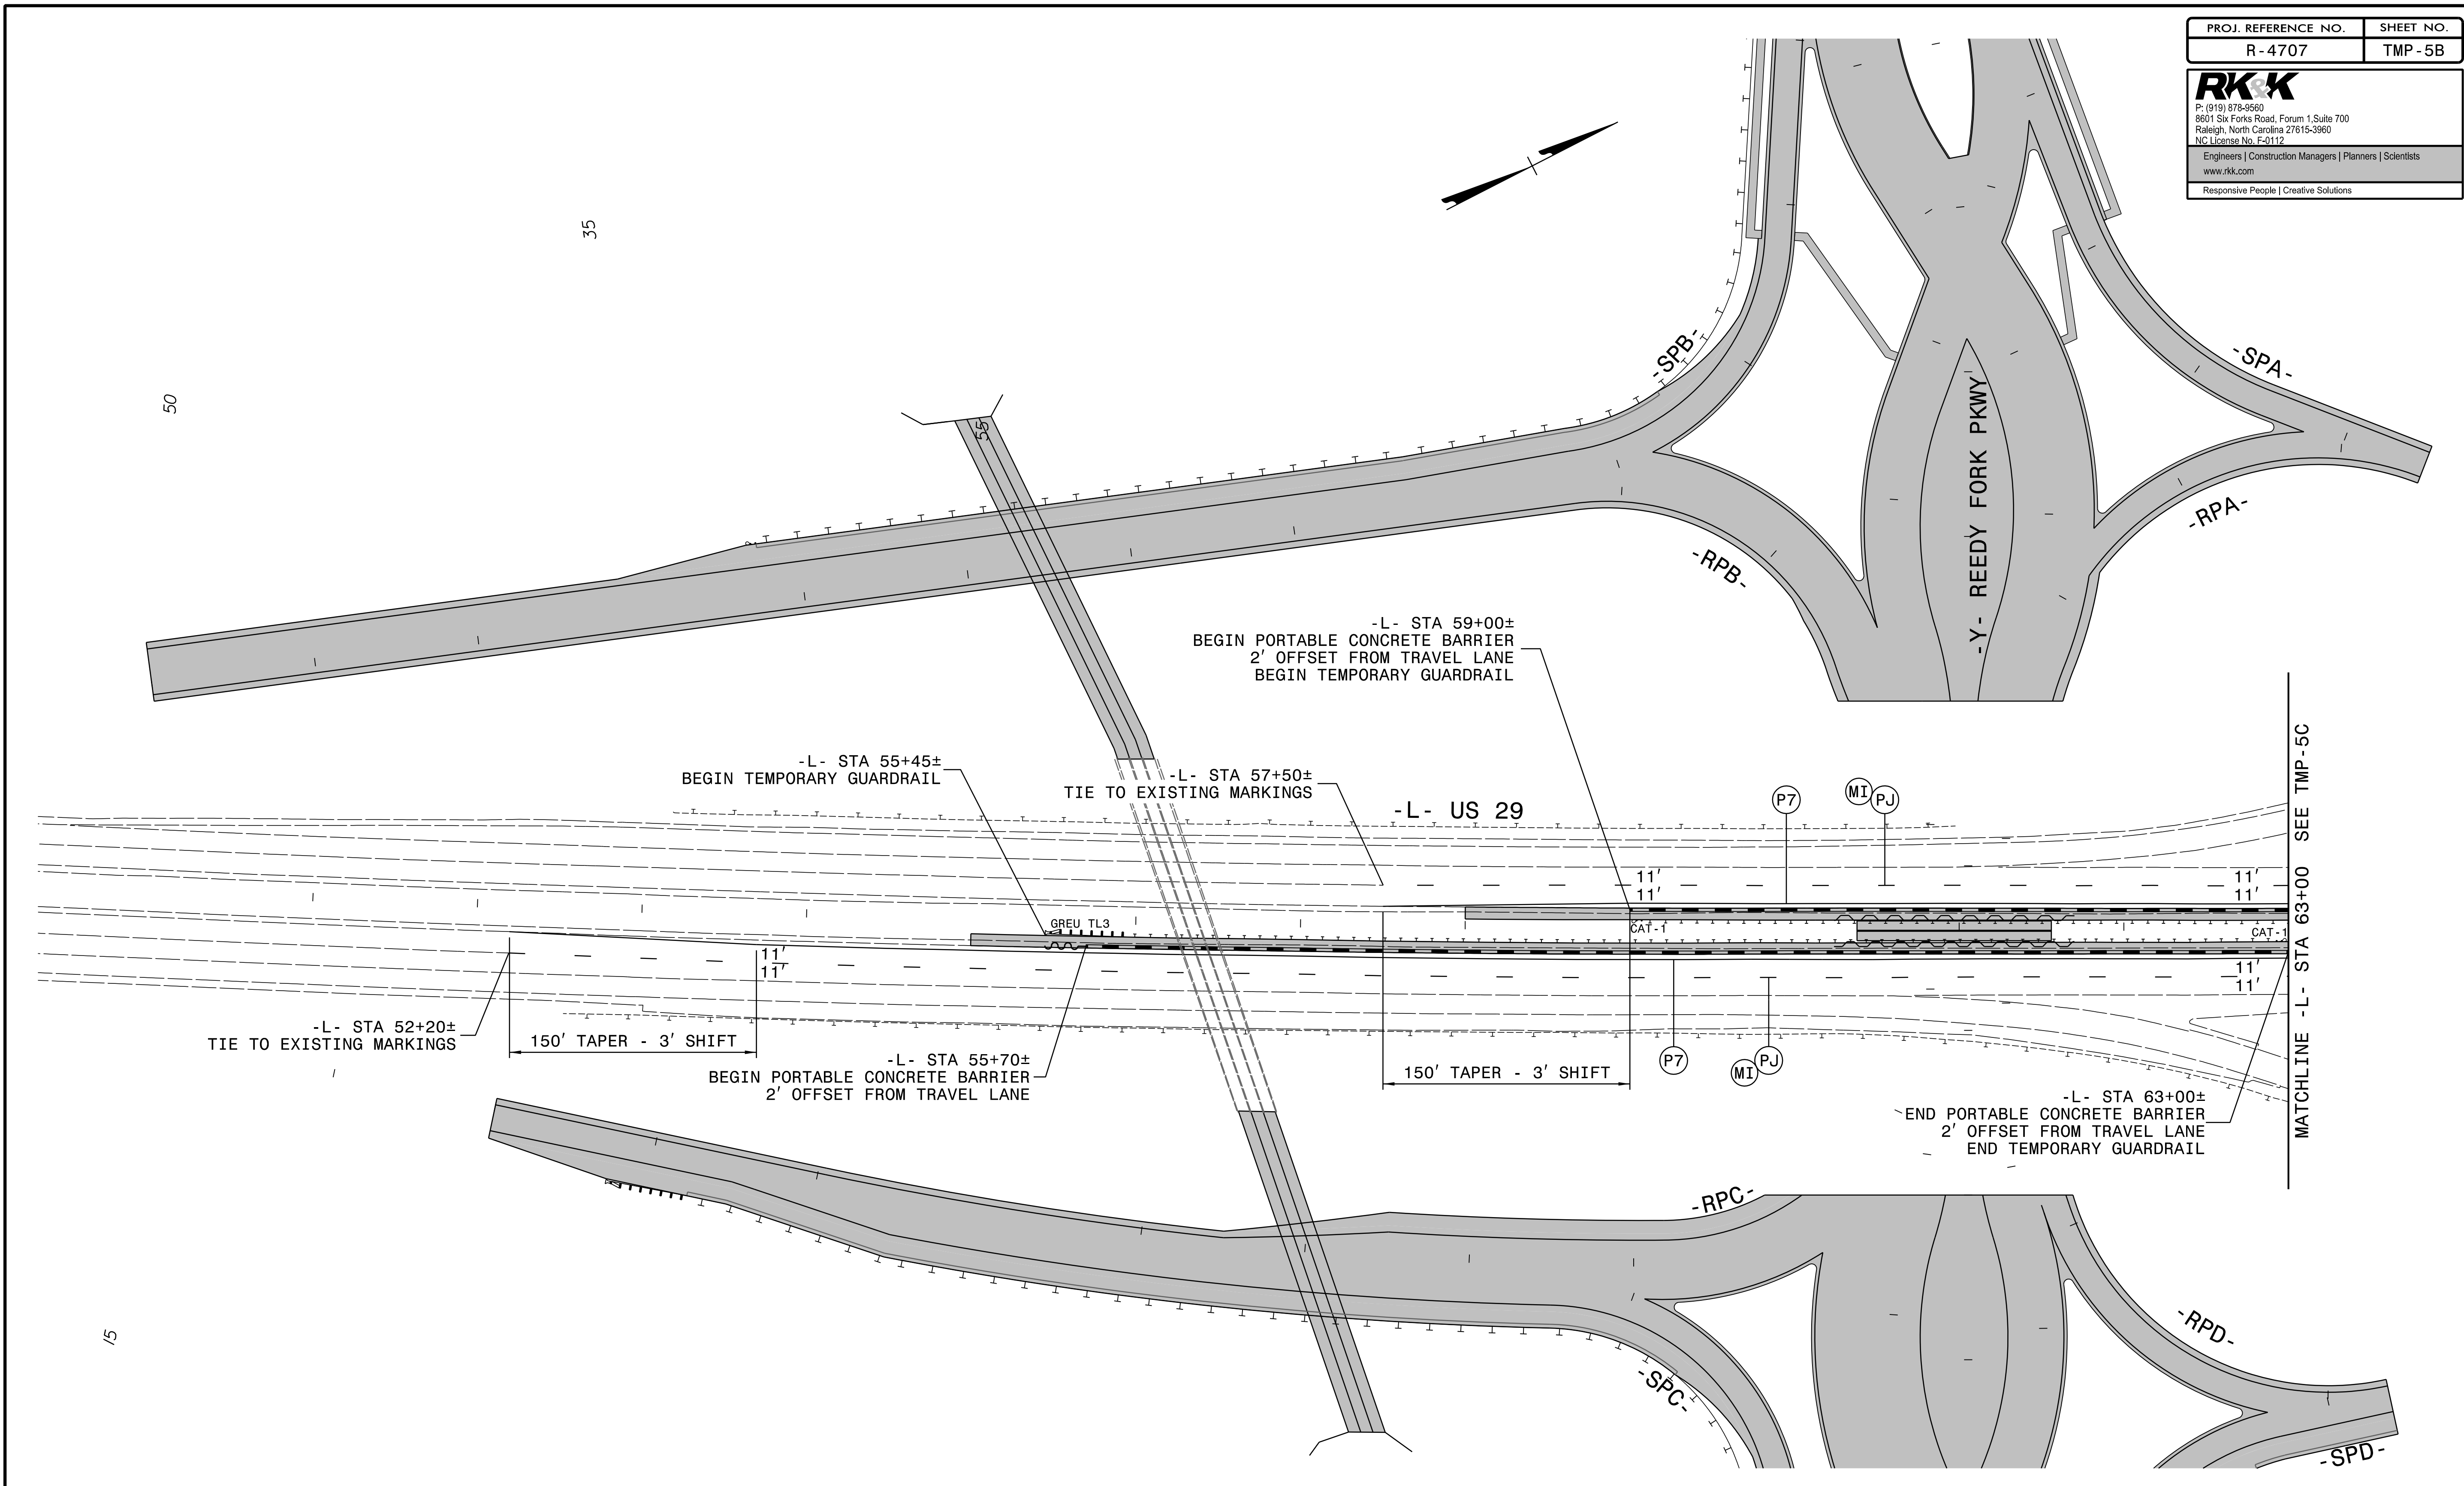 PROJ. REFERENCE NO.
SHEET NO.
R-4707
TMP-5B
RK&K
P: (919) 878-9560
8601 Six Forks Road, Forum 1, Suite 700
Raleigh, North Carolina 27615-3960
NC License No. F-0112
Engineers | Construction Managers | Planners | Scientists
www.rkk.com
Responsive People | Creative Solutions
35
50
55
-SPB-
-SPA-
-Y- REEDY FORK PKWY
-RPA-
-RPB-
-L- STA 59+00±
BEGIN PORTABLE CONCRETE BARRIER
2' OFFSET FROM TRAVEL LANE
BEGIN TEMPORARY GUARDRAIL
-L- STA 55+45±
BEGIN TEMPORARY GUARDRAIL
-L- STA 57+50±
TIE TO EXISTING MARKINGS
-L- US 29
P7
MI
PJ
MATCHLINE -L- STA 63+00 SEE TMP-5C
11'
11'
11'
11'
GREU TL3
CAT-1
CAT-1
11'
11'
11'
11'
-L- STA 52+20±
TIE TO EXISTING MARKINGS
150' TAPER - 3' SHIFT
-L- STA 55+70±
BEGIN PORTABLE CONCRETE BARRIER
2' OFFSET FROM TRAVEL LANE
150' TAPER - 3' SHIFT
P7
MI
PJ
-L- STA 63+00±
END PORTABLE CONCRETE BARRIER
2' OFFSET FROM TRAVEL LANE
END TEMPORARY GUARDRAIL
-RPC-
-RPD-
15
-SPC-
-SPD-